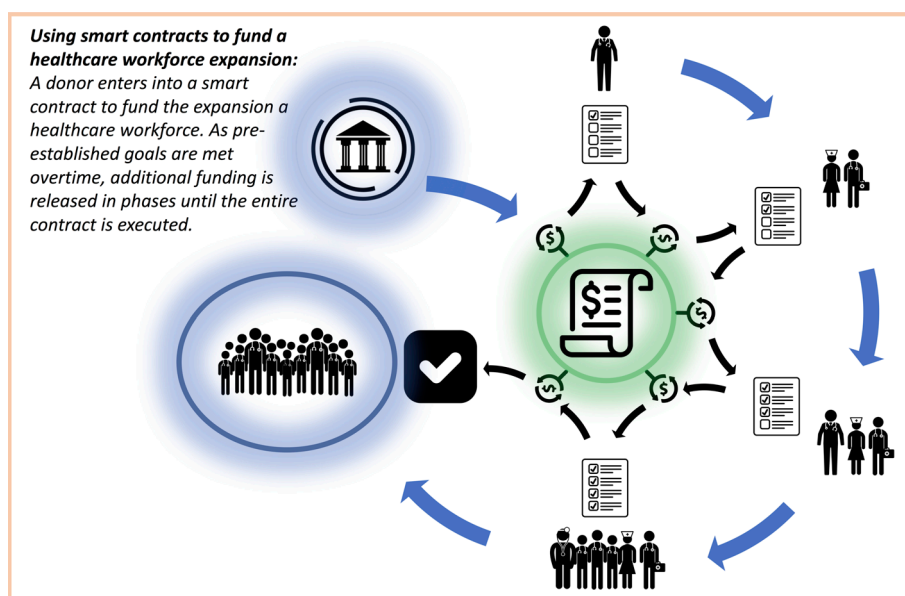 Using smart contracts to fund a
healthcare workforce expansion:
A donor enters into a smart
contract to fund the expansion a
healthcare workforce. As pre-
established goals are met
overtime, additional funding is
released in phases until the entire
contract is executed.
$
$
$
$
$
$